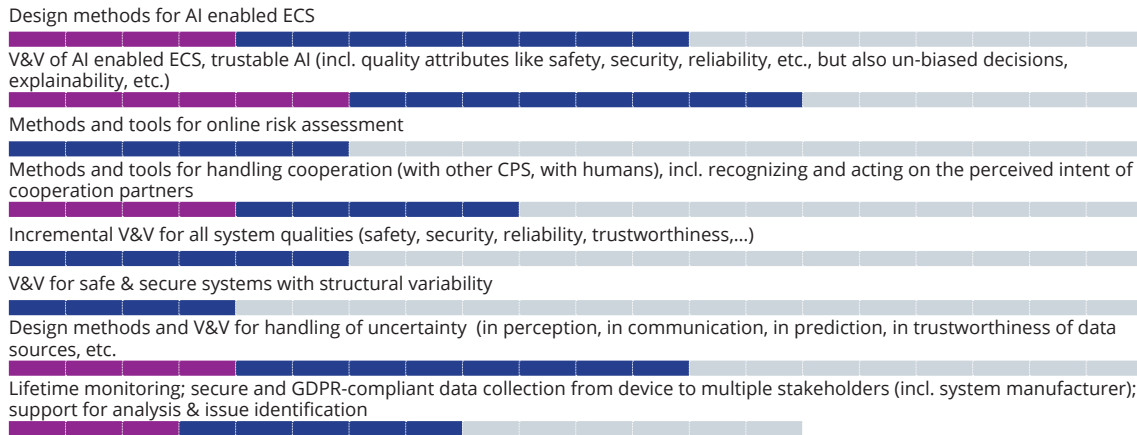 Design methods for AI enabled ECS
V&V of AI enabled ECS, trustable AI (incl. quality attributes like safety, security, reliability, etc., but also un-biased decisions,
explainability, etc.)
Methods and tools for online risk assessment
Methods and tools for handling cooperation (with other CPS, with humans), incl. recognizing and acting on the perceived intent of
cooperation partners
Incremental V&V for all system qualities (safety, security, reliability, trustworthiness,...)
V&V for safe & secure systems with structural variability
Design methods and V&V for handling of uncertainty (in perception, in communication, in prediction, in trustworthiness of data
sources, etc.
Lifetime monitoring; secure and GDPR-compliant data collection from device to multiple stakeholders (incl. system manufacturer);
support for analysis & issue identification